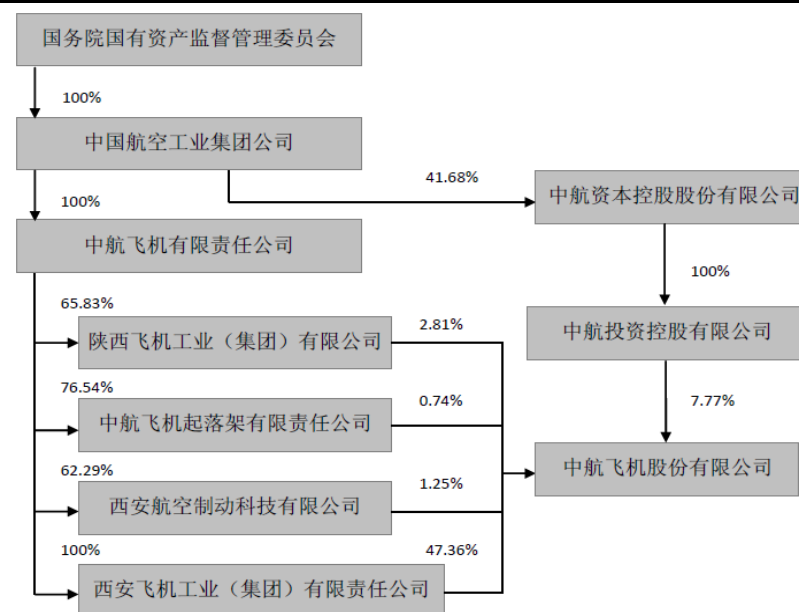 国务院国有资产监督管理委员会
100%
中国航空工业集团公司
41.68%
中航资本控股股份有限公司
100%
中航飞机有限责任公司
100%
65.83%
陕西飞机工业（集团）有限公司
2.81%
中航投资控股有限公司
76.54%
中航飞机起落架有限责任公司
0.74%
7.77%
62.29%
西安航空制动科技有限公司
1.25%
中航飞机股份有限公司
100%
西安飞机工业（集团）有限责任公司
47.36%